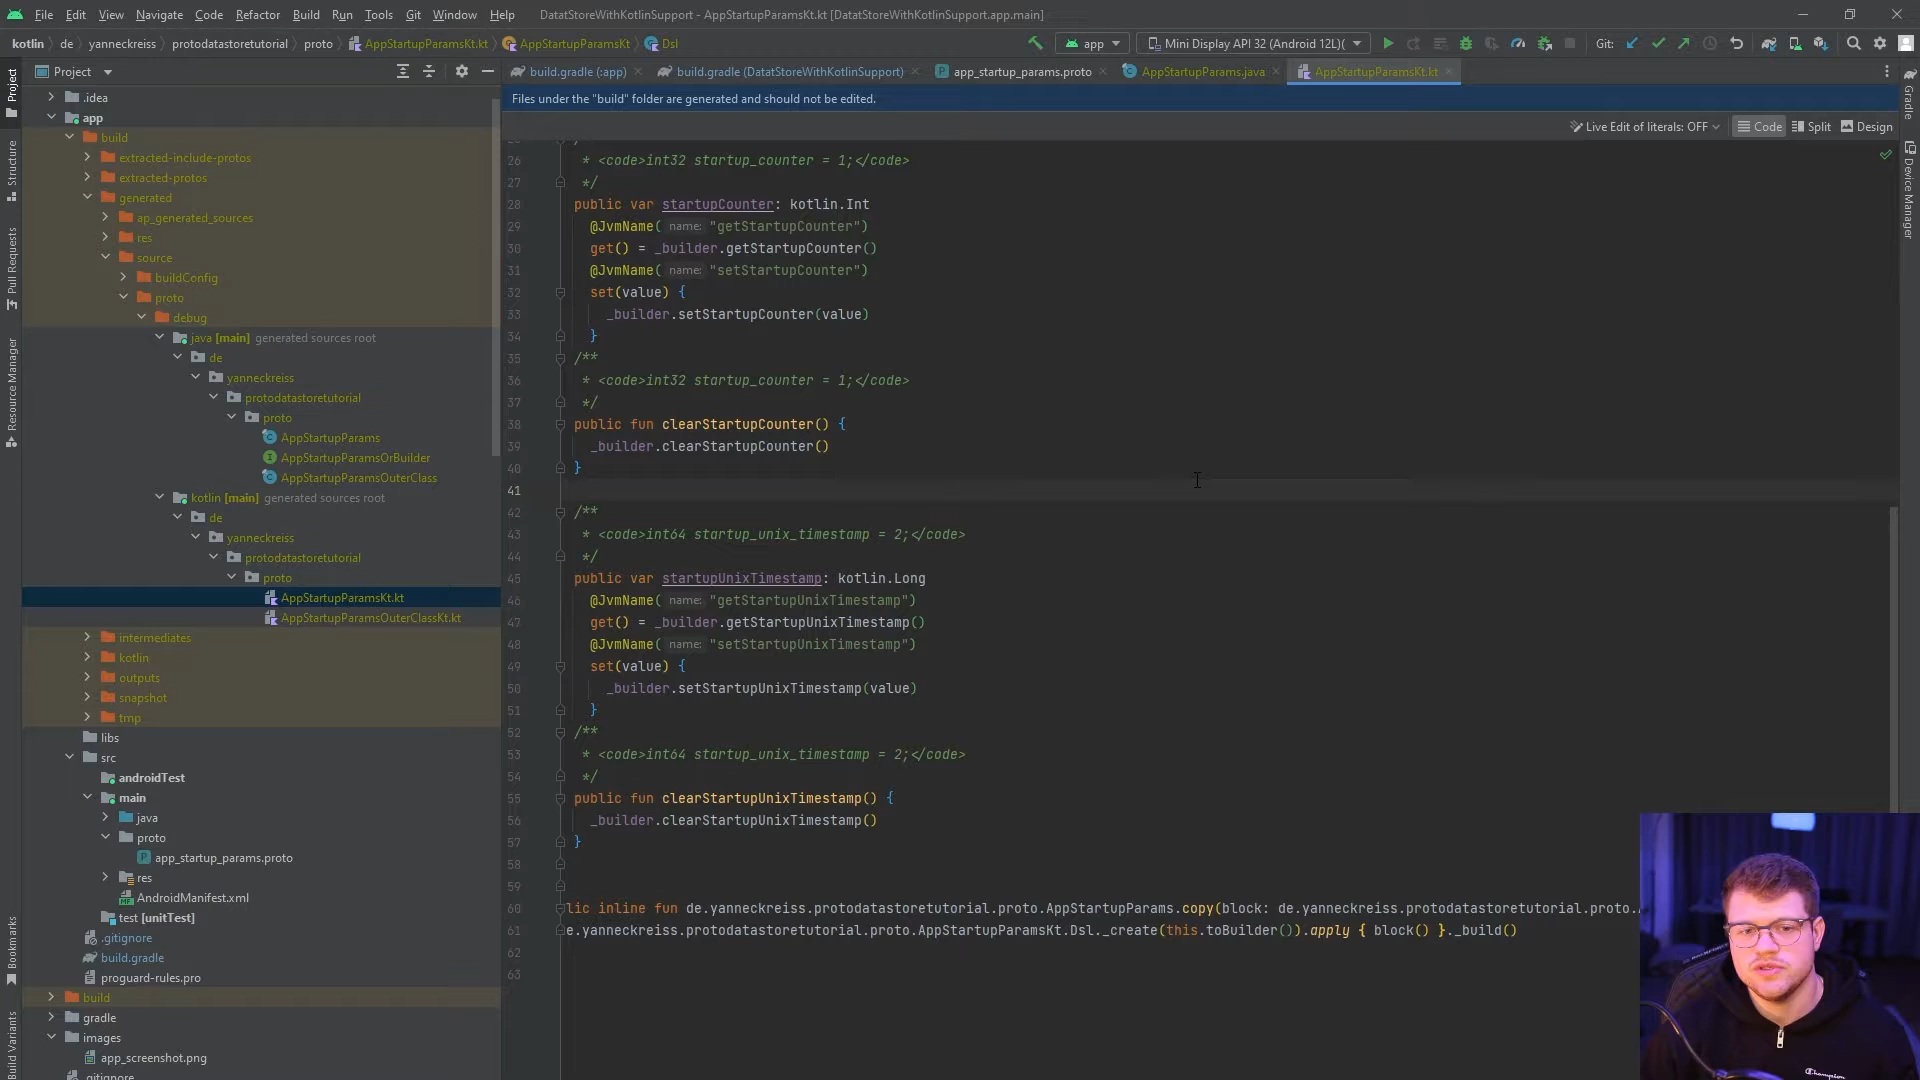 File Edit View Navigate Code Refactor Build Run Tools Git Window Help DatatStoreWithKotlinSupport - AppStartupParamsKt.kt [DatatStoreWithKotlinSupport.app.main]
kotlin de yanneckreiss protodatastoretutorial proto AppStartupParamsKt.kt AppStartupParamsKt Dsl
app Mini Display API 32 (Android 12L)( Git:
Project
build.gradle (:app) build.gradle (DatatStoreWithKotlinSupport) app_startup_params.proto AppStartupParams.java AppStartupParamsKt.kt
Files under the "build" folder are generated and should not be edited.
Live Edit of literals: OFF Code Split Design
Project
Structure
Pull Requests
Resource Manager
Bookmarks
Build Variants
Gradle
Device Manager
.idea
app
build
extracted-include-protos
extracted-protos
generated
ap_generated_sources
res
source
buildConfig
proto
debug
java [main] generated sources root
de
yanneckreiss
protodatastoretutorial
proto
AppStartupParams
AppStartupParamsOrBuilder
AppStartupParamsOuterClass
kotlin [main] generated sources root
de
yanneckreiss
protodatastoretutorial
proto
AppStartupParamsKt.kt
AppStartupParamsOuterClassKt.kt
intermediates
kotlin
outputs
snapshot
tmp
libs
src
androidTest
main
java
proto
app_startup_params.proto
res
AndroidManifest.xml
test [unitTest]
.gitignore
build.gradle
proguard-rules.pro
build
gradle
images
app_screenshot.png
.gitignore
26 * <code>int32 startup_counter = 1;</code>
27 */
28 public var startupCounter: kotlin.Int
29 @JvmName( name: "getStartupCounter")
30 get() = _builder.getStartupCounter()
31 @JvmName( name: "setStartupCounter")
32 set(value) {
33 _builder.setStartupCounter(value)
34 }
35 /**
36 * <code>int32 startup_counter = 1;</code>
37 */
38 public fun clearStartupCounter() {
39 _builder.clearStartupCounter()
40 }
41
42 /**
43 * <code>int64 startup_unix_timestamp = 2;</code>
44 */
45 public var startupUnixTimestamp: kotlin.Long
46 @JvmName( name: "getStartupUnixTimestamp")
47 get() = _builder.getStartupUnixTimestamp()
48 @JvmName( name: "setStartupUnixTimestamp")
49 set(value) {
50 _builder.setStartupUnixTimestamp(value)
51 }
52 /**
53 * <code>int64 startup_unix_timestamp = 2;</code>
54 */
55 public fun clearStartupUnixTimestamp() {
56 _builder.clearStartupUnixTimestamp()
57 }
58
59
60 lic inline fun de.yanneckreiss.protodatastoretutorial.proto.AppStartupParams.copy(block: de.yanneckreiss.protodatastoretutorial.proto.
61 e.yanneckreiss.protodatastoretutorial.proto.AppStartupParamsKt.Dsl._create(this.toBuilder()).apply { block() }._build()
62
63
Champion